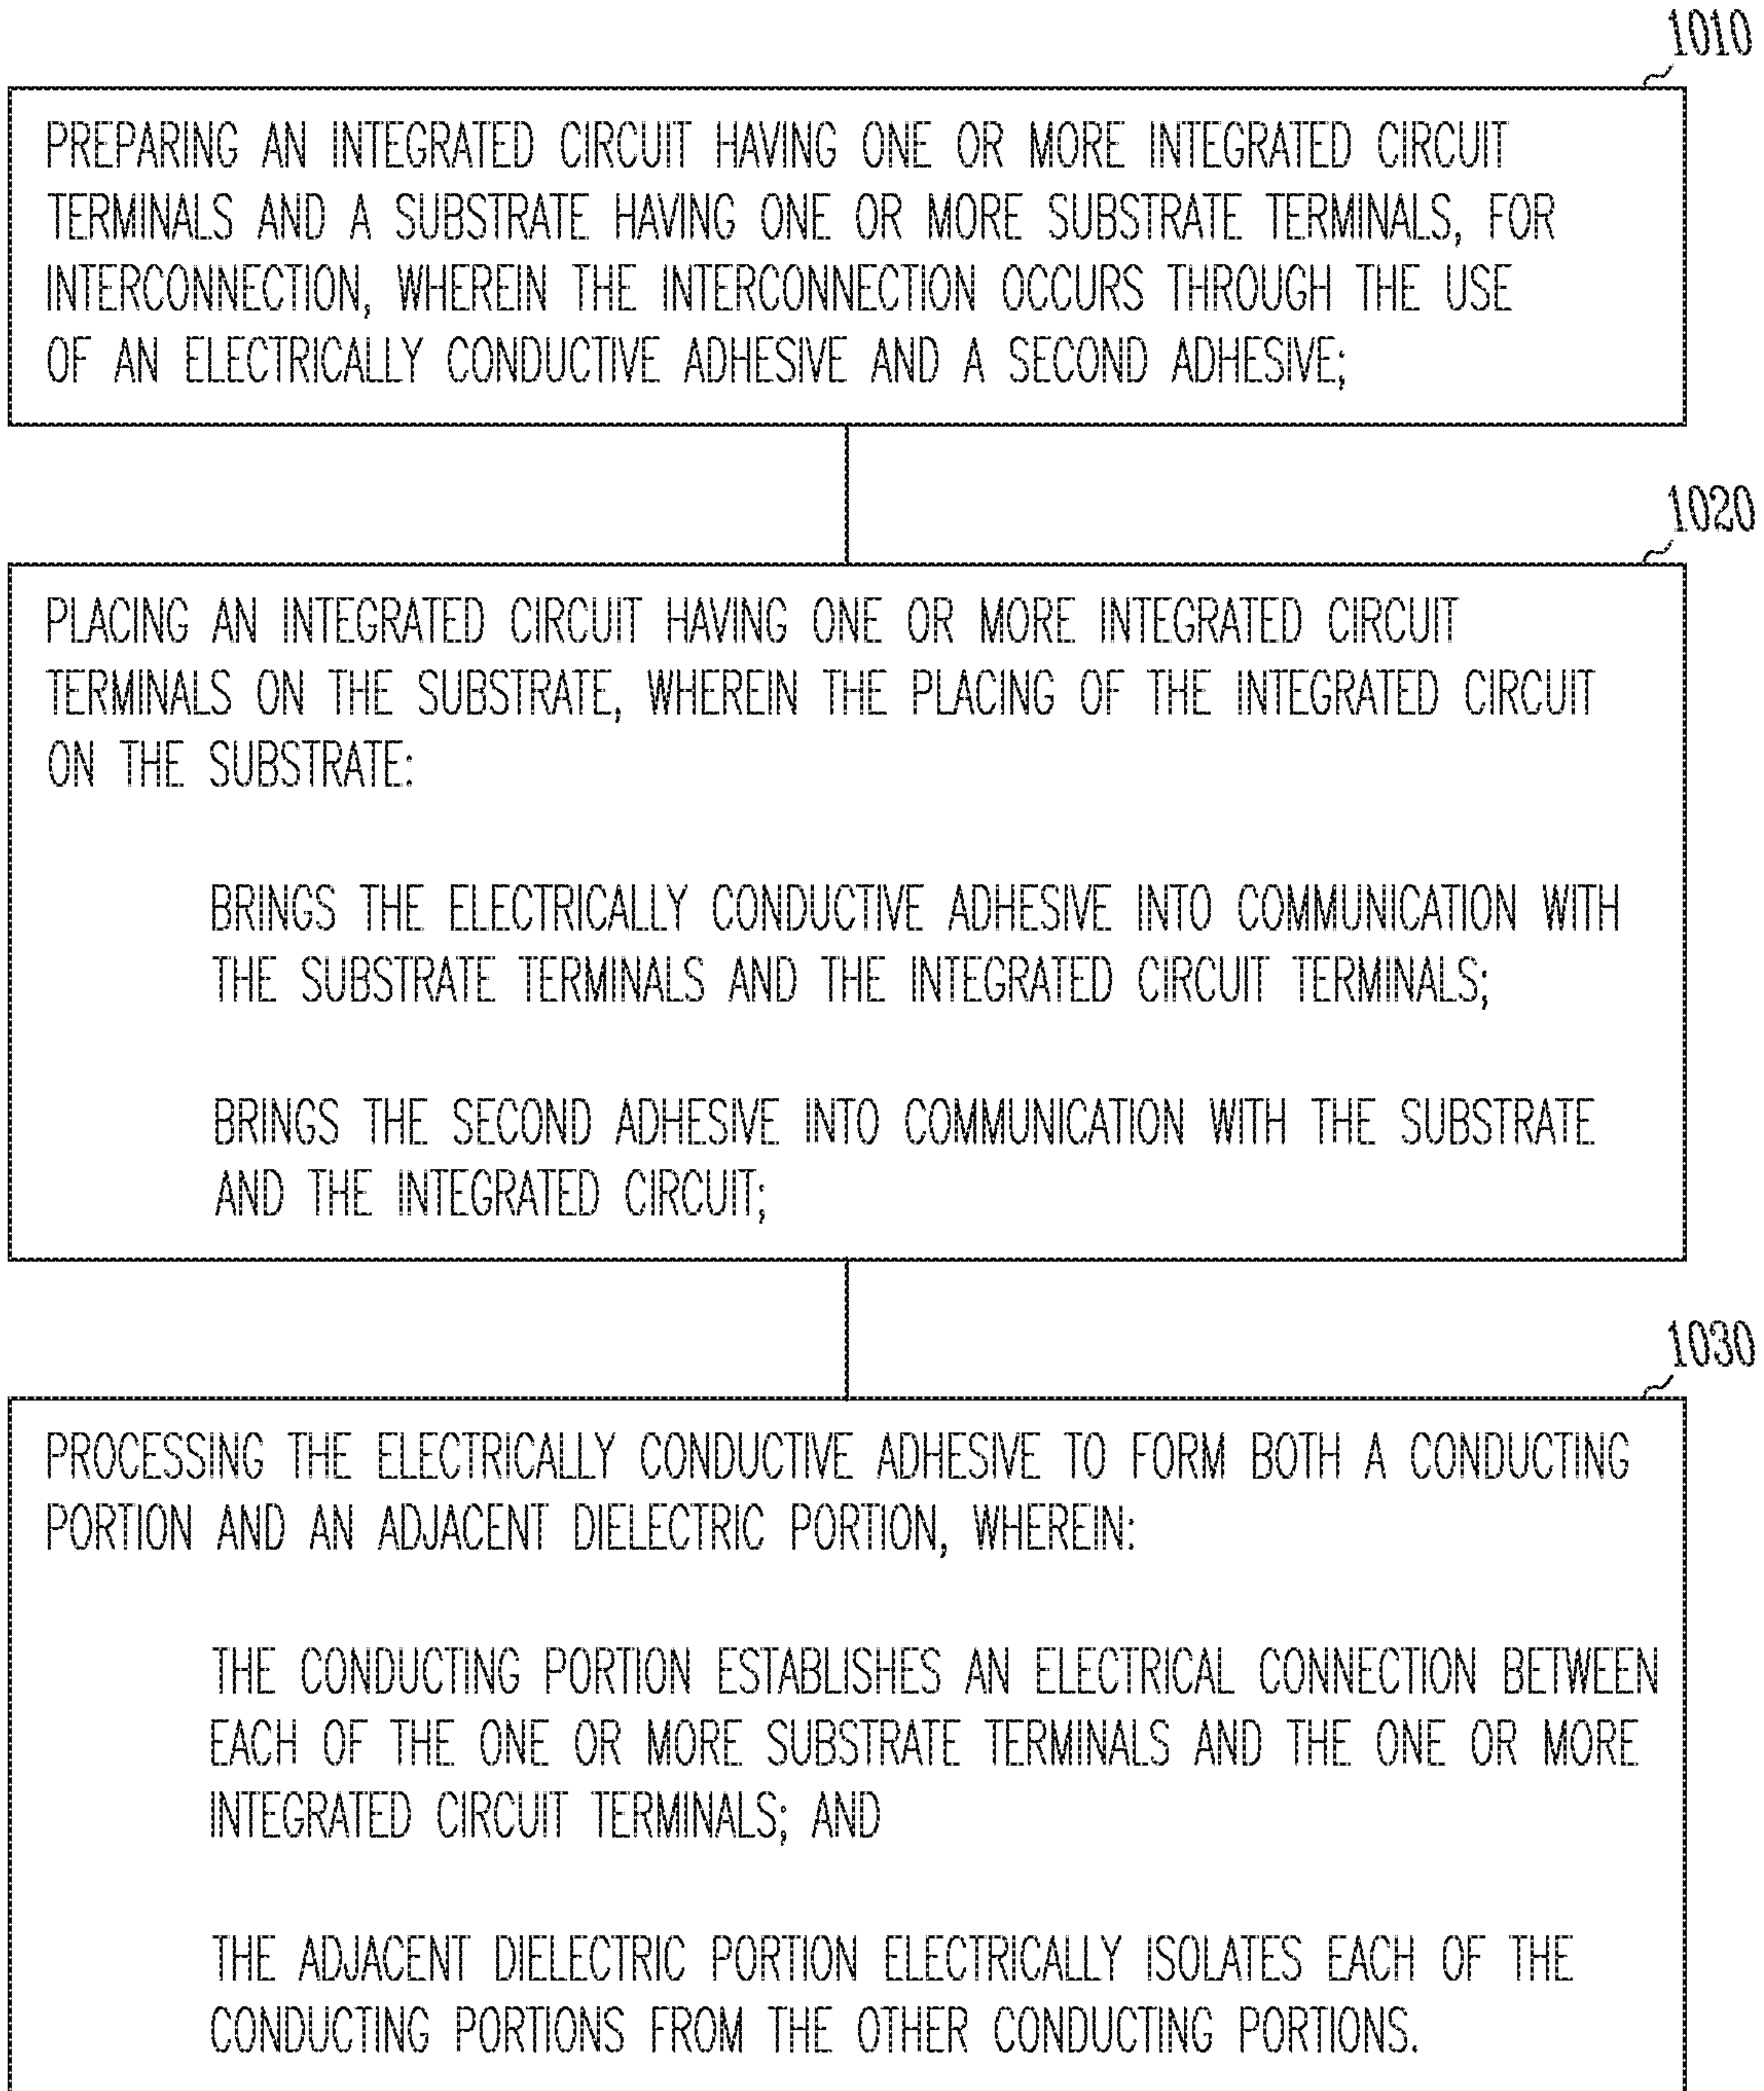 1010
PREPARING AN INTEGRATED CIRCUIT HAVING ONE OR MORE INTEGRATED CIRCUIT
TERMINALS AND A SUBSTRATE HAVING ONE OR MORE SUBSTRATE TERMINALS, FOR
INTERCONNECTION, WHEREIN THE INTERCONNECTION OCCURS THROUGH THE USE
OF AN ELECTRICALLY CONDUCTIVE ADHESIVE AND A SECOND ADHESIVE;
1020
PLACING AN INTEGRATED CIRCUIT HAVING ONE OR MORE INTEGRATED CIRCUIT
TERMINALS ON THE SUBSTRATE, WHEREIN THE PLACING OF THE INTEGRATED CIRCUIT
ON THE SUBSTRATE:
BRINGS THE ELECTRICALLY CONDUCTIVE ADHESIVE INTO COMMUNICATION WITH
THE SUBSTRATE TERMINALS AND THE INTEGRATED CIRCUIT TERMINALS;
BRINGS THE SECOND ADHESIVE INTO COMMUNICATION WITH THE SUBSTRATE
AND THE INTEGRATED CIRCUIT;
1030
PROCESSING THE ELECTRICALLY CONDUCTIVE ADHESIVE TO FORM BOTH A CONDUCTING
PORTION AND AN ADJACENT DIELECTRIC PORTION, WHEREIN:
THE CONDUCTING PORTION ESTABLISHES AN ELECTRICAL CONNECTION BETWEEN
EACH OF THE ONE OR MORE SUBSTRATE TERMINALS AND THE ONE OR MORE
INTEGRATED CIRCUIT TERMINALS; AND
THE ADJACENT DIELECTRIC PORTION ELECTRICALLY ISOLATES EACH OF THE
CONDUCTING PORTIONS FROM THE OTHER CONDUCTING PORTIONS.